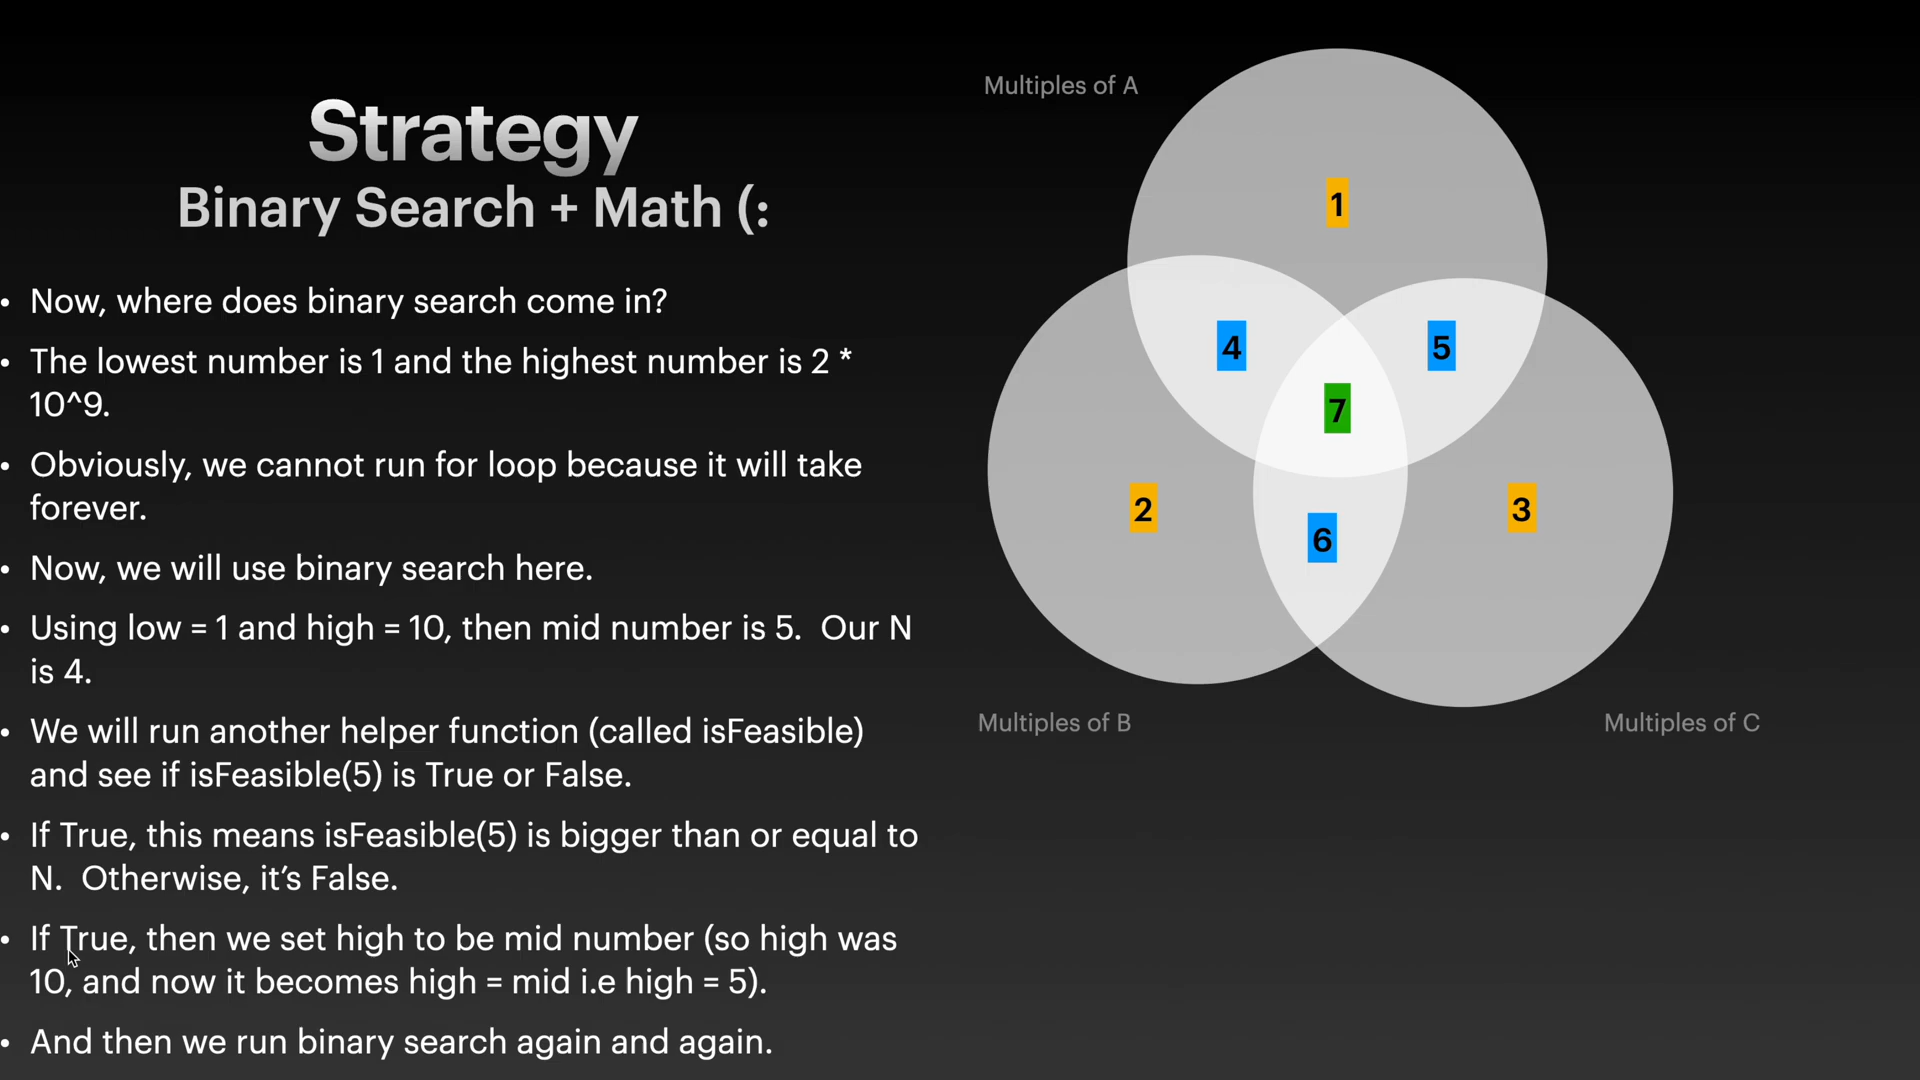 Strategy
Binary Search + Math (:
• Now, where does binary search come in?
• The lowest number is 1 and the highest number is 2 *
10^9.
• Obviously, we cannot run for loop because it will take
forever.
• Now, we will use binary search here.
• Using low = 1 and high = 10, then mid number is 5.  Our N
is 4.
• We will run another helper function (called isFeasible)
and see if isFeasible(5) is True or False.
• If True, this means isFeasible(5) is bigger than or equal to
N.  Otherwise, it’s False.
• If True, then we set high to be mid number (so high was
10, and now it becomes high = mid i.e high = 5).
• And then we run binary search again and again.
Multiples of A
1
4
5
7
2
3
6
Multiples of B
Multiples of C